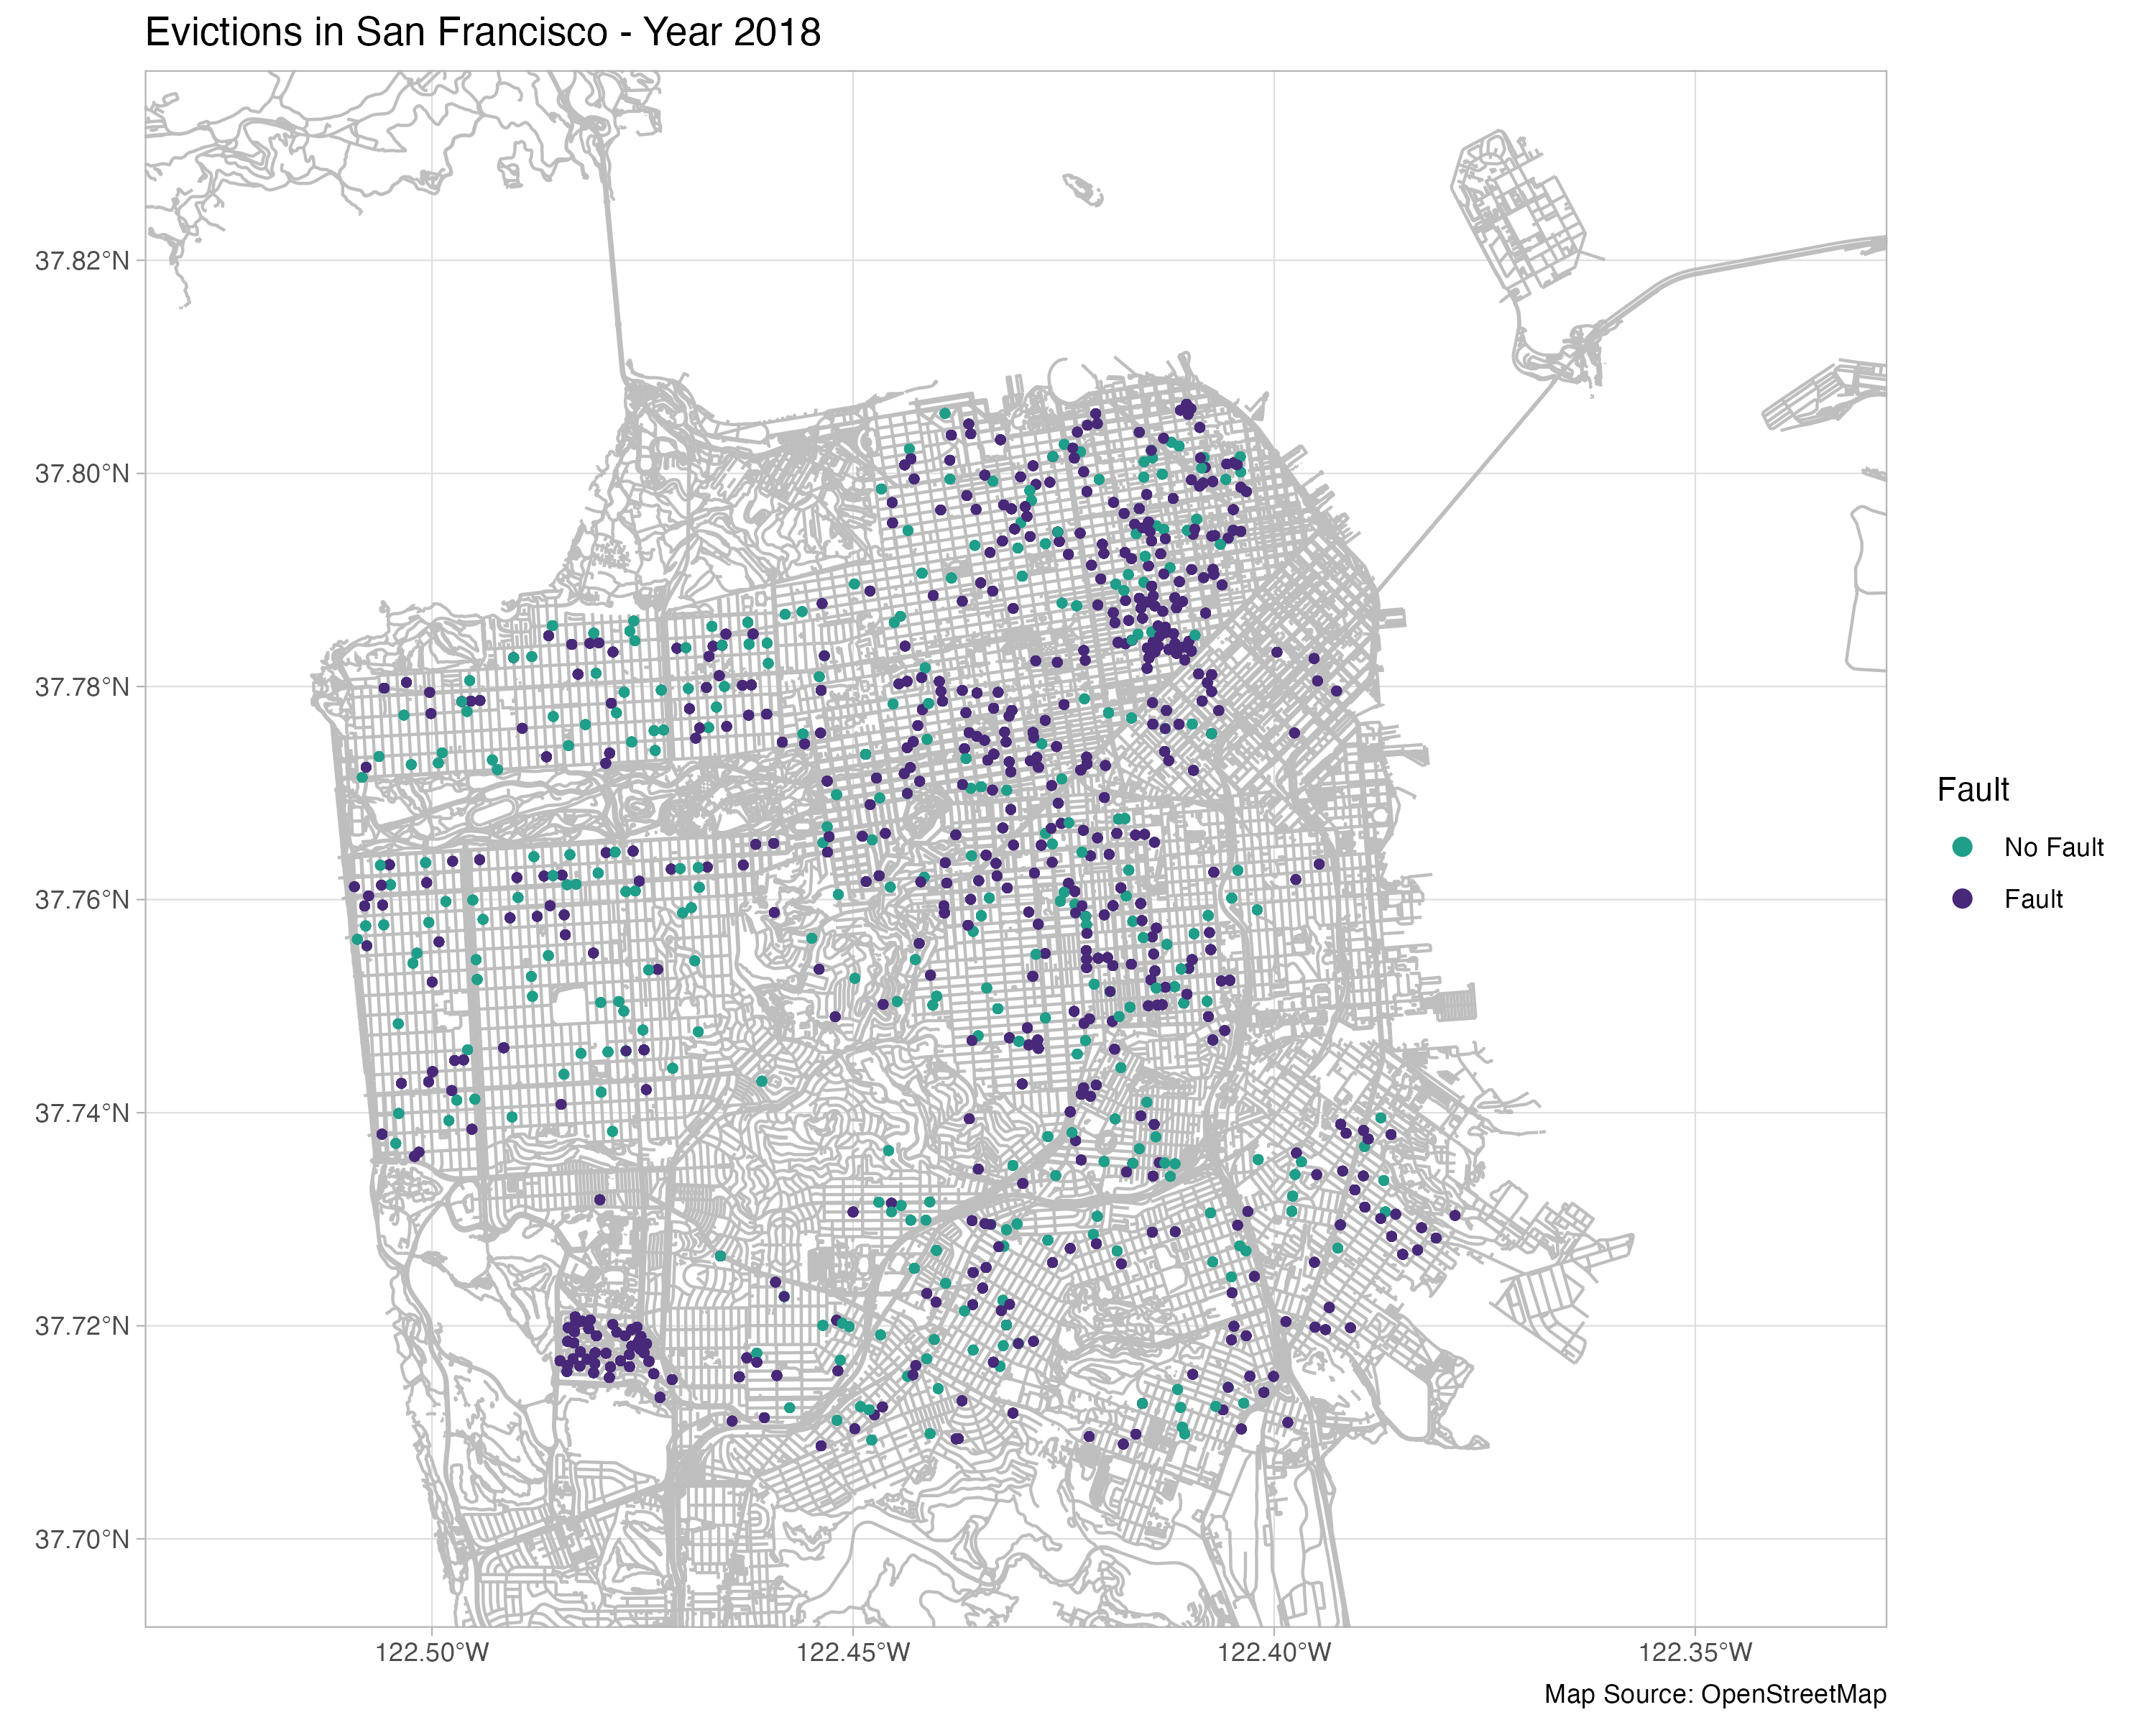 Evictions in San Francisco - Year 2018
37.82°N
37.80°N
37.78°N
37.76°N
37.74°N
37.72°N
37.70°N
122.50°W
122.45°W
122.40°W
122.35°W
Fault
No Fault
Fault
Map Source: OpenStreetMap